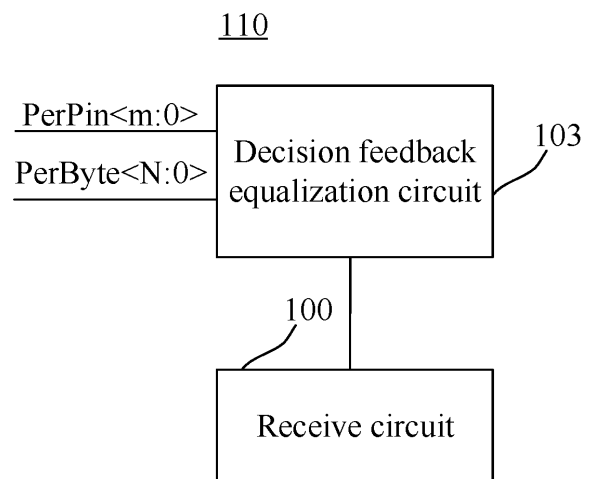 110
PerPin<m:0>
PerByte<N:0>
Decision feedback
equalization circuit
103
100
Receive circuit